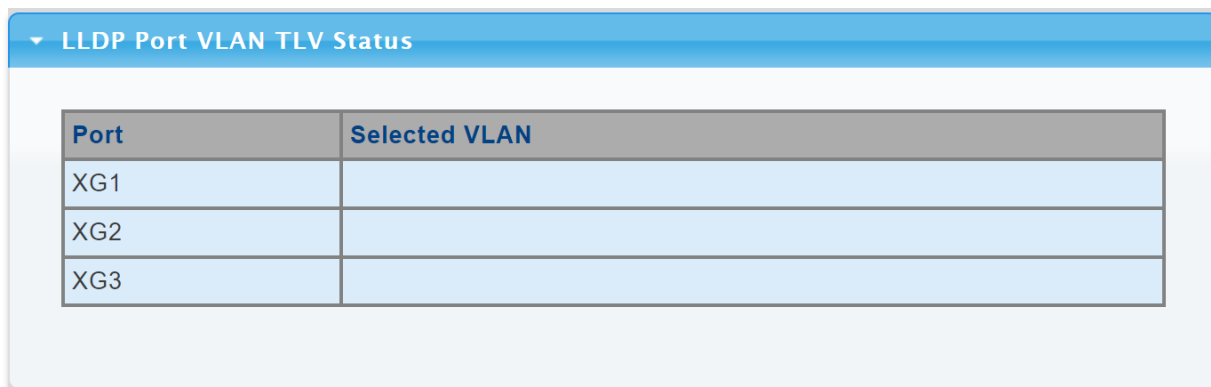 LLDP Port VLAN TLV Status
Port Selected VLAN
XG1
XG2
XG3